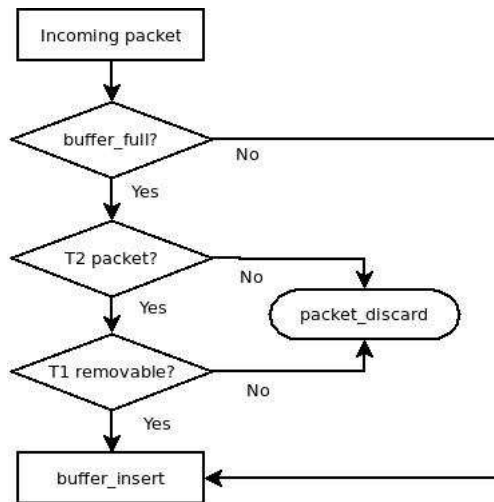 Incoming packet
buffer_full?
No
Yes
T2 packet?
No
Yes
packet_discard
T1 removable?
No
Yes
buffer_insert